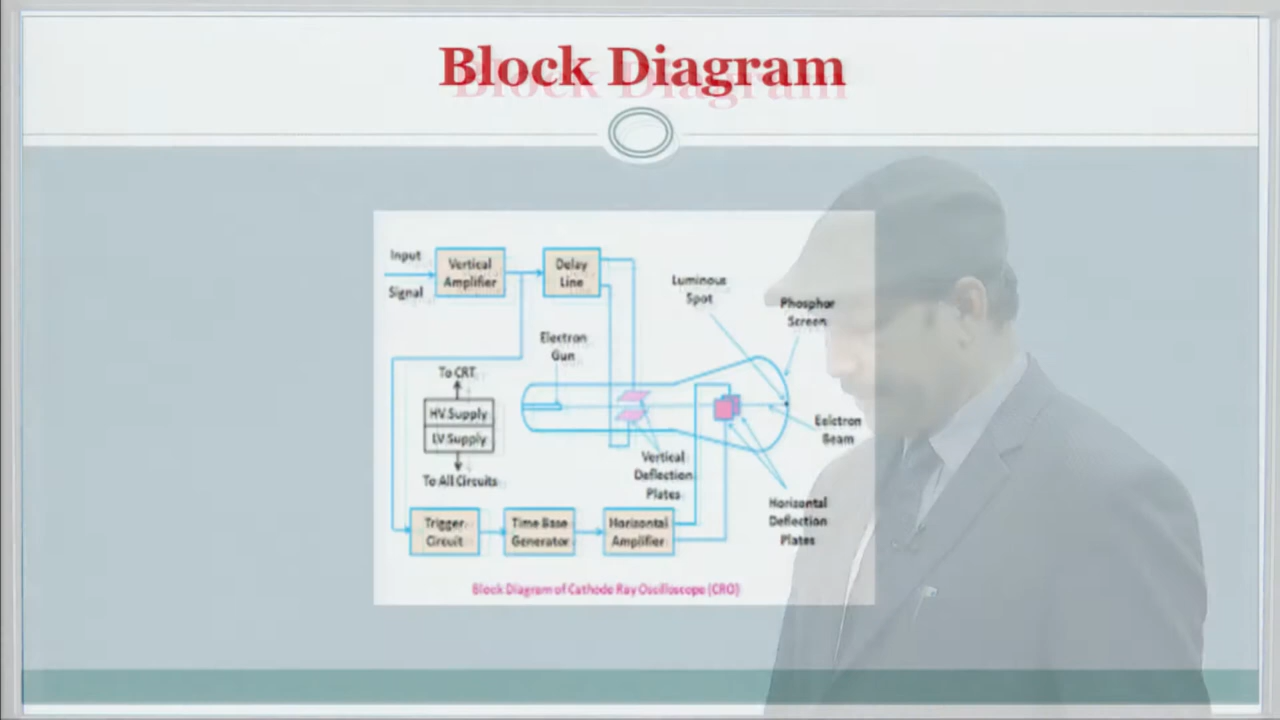 Block Diagram
Input
Signal
Vertical
Amplifier
Delay
Line
Luminous
Spot
Phosphor
Screen
Electron
Gun
To CRT
HV Supply
LV Supply
To All Circuits
Eelctron
Beam
Vertical
Deflection
Plates
Horizontal
Deflection
Plates
Trigger
Circuit
Time Base
Generator
Horizontal
Amplifier
Block Diagram of Cathode Ray Oscilloscope (CRO)